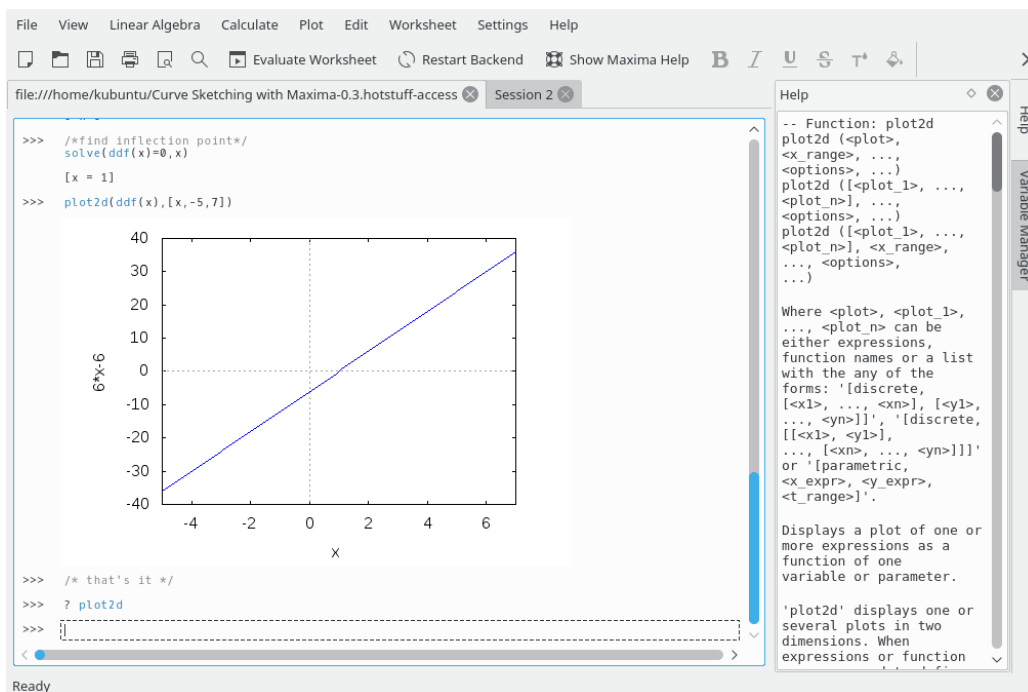 File View Linear Algebra Calculate Plot Edit Worksheet Settings Help
Evaluate Worksheet Restart Backend Show Maxima Help B I U S T
file:///home/kubuntu/Curve Sketching with Maxima-0.3.hotstuff-access Session 2
>>> /*find inflection point*/
solve(ddf(x)=0,x)
[x = 1]
>>> plot2d(ddf(x),[x,-5,7])
40
30
20
10
0
-10
-20
-30
-40
6*x-6
-4 -2 0 2 4 6
x
>>> /* that's it */
>>> ? plot2d
>>>
Help
-- Function: plot2d
plot2d (<plot>,
<x_range>, ...,
<options>, ...)
plot2d ([<plot_1>, ...,
<plot_n>], ...,
<options>, ...)
plot2d ([<plot_1>, ...,
<plot_n>], <x_range>,
..., <options>,
...)
Where <plot>, <plot_1>,
..., <plot_n> can be
either expressions,
function names or a list
with the any of the
forms: '[discrete,
[<x1>, ..., <xn>], [<y1>,
..., <yn>]]', '[discrete,
[[<x1>, <y1>],
..., [<xn>, ..., <yn>]]]'
or '[parametric,
<x_expr>, <y_expr>,
<t_range>]'.
Displays a plot of one or
more expressions as a
function of one
variable or parameter.
'plot2d' displays one or
several plots in two
dimensions. When
expressions or function
Help
Variable Manager
Ready